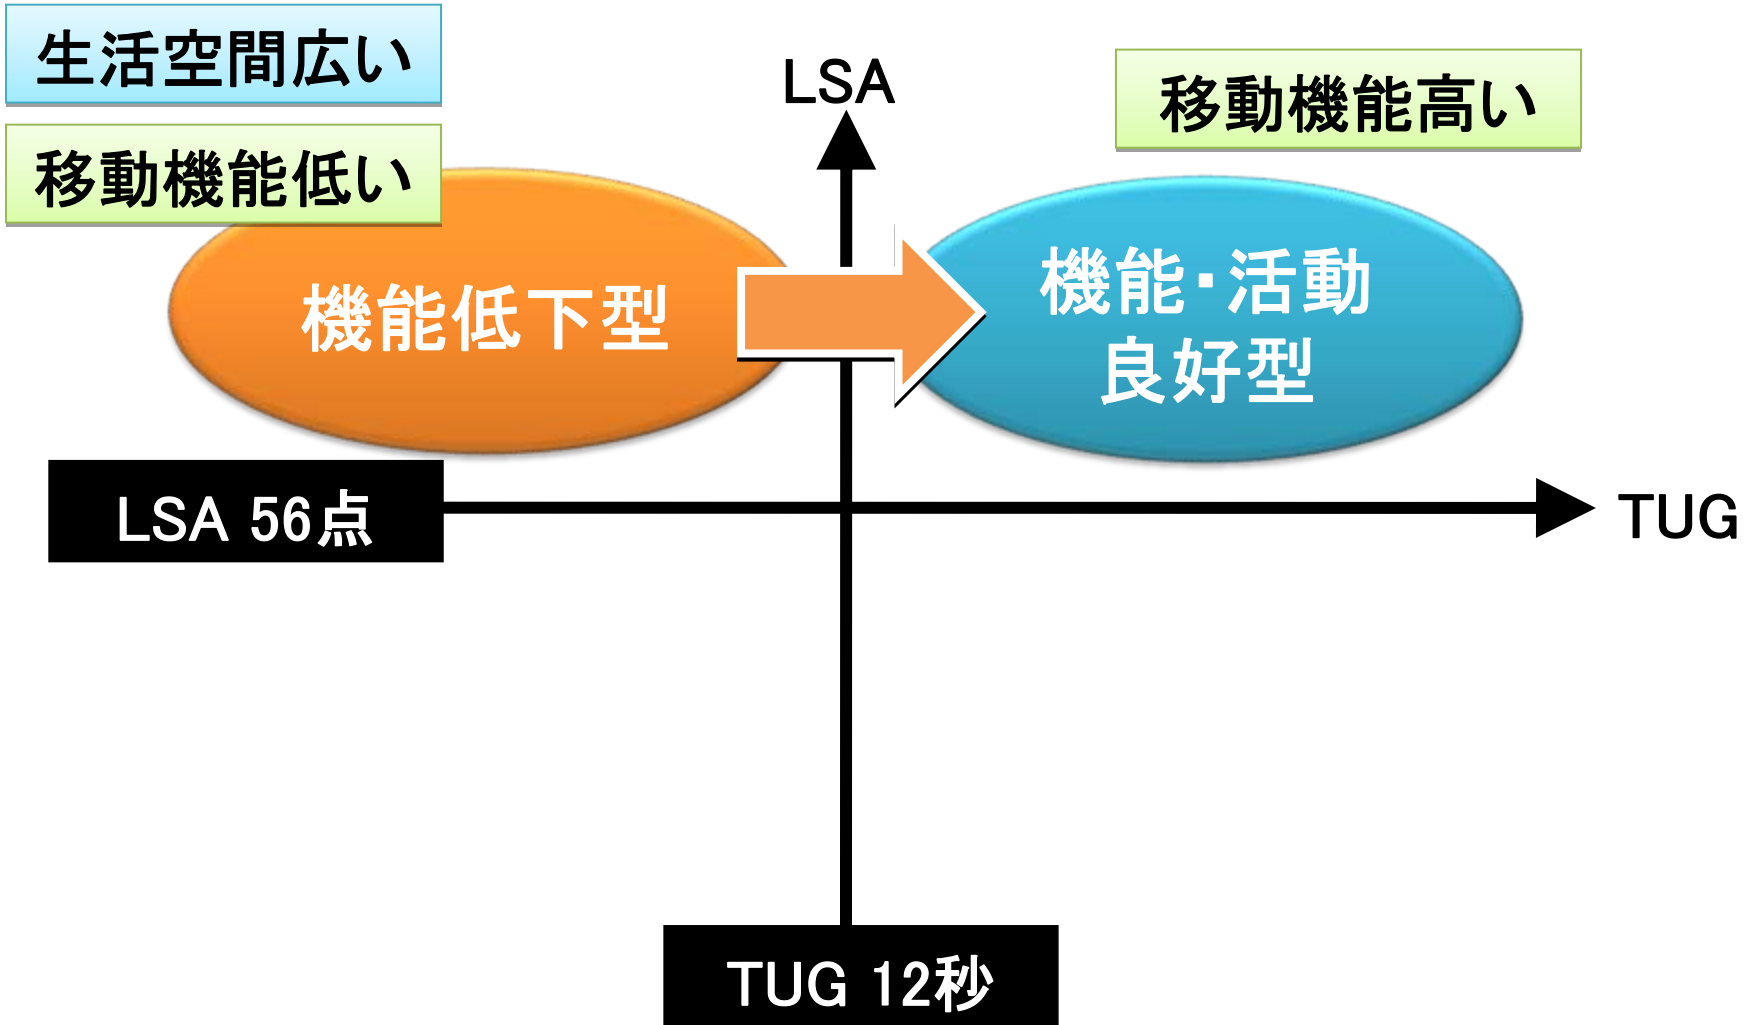 生活空間広い
LSA
移動機能高い
移動機能低い
機能低下型
機能・活動
良好型
LSA 56点
TUG
TUG 12秒